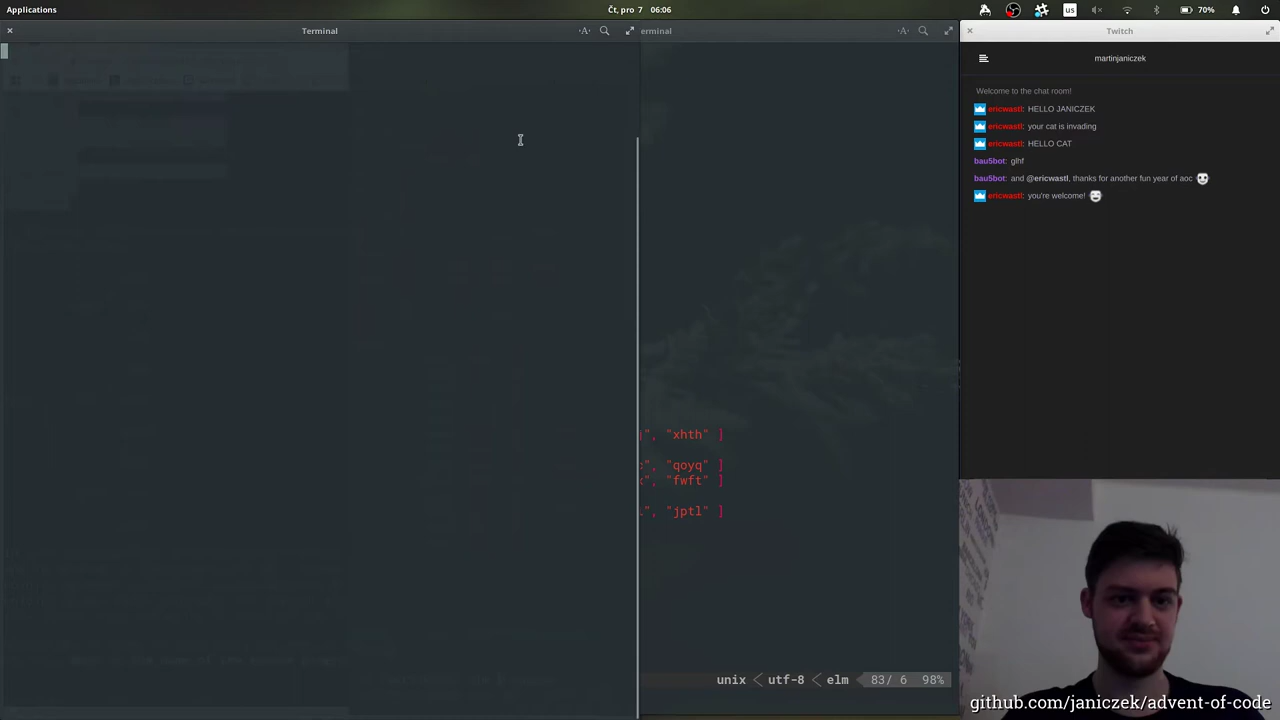 Applications
Čt, pro 7 06:06
us
70%
Terminal
erminal
Twitch
martinjaniczek
Welcome to the chat room!
ericwastl: HELLO JANICZEK
ericwastl: your cat is invading
ericwastl: HELLO CAT
bau5bot: glhf
bau5bot: and @ericwastl, thanks for another fun year of aoc
ericwastl: you're welcome!
", "xhth" ]
", "qoyq" ]
", "fwft" ]
", "jptl" ]
unix < utf-8 < elm 83/ 6 98%
github.com/janiczek/advent-of-code